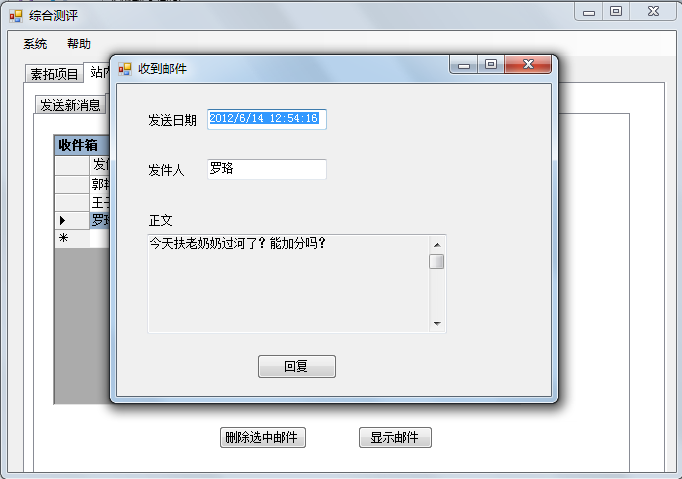 综合测评
系统 帮助
素拓项目 站内
发送新消息
收件箱
发件
王子
罗珞
收到邮件
发送日期 2012/6/14 12:54:16
发件人 罗珞
正文
今天扶老奶奶过河了？能加分吗？
回复
删除选中邮件 显示邮件